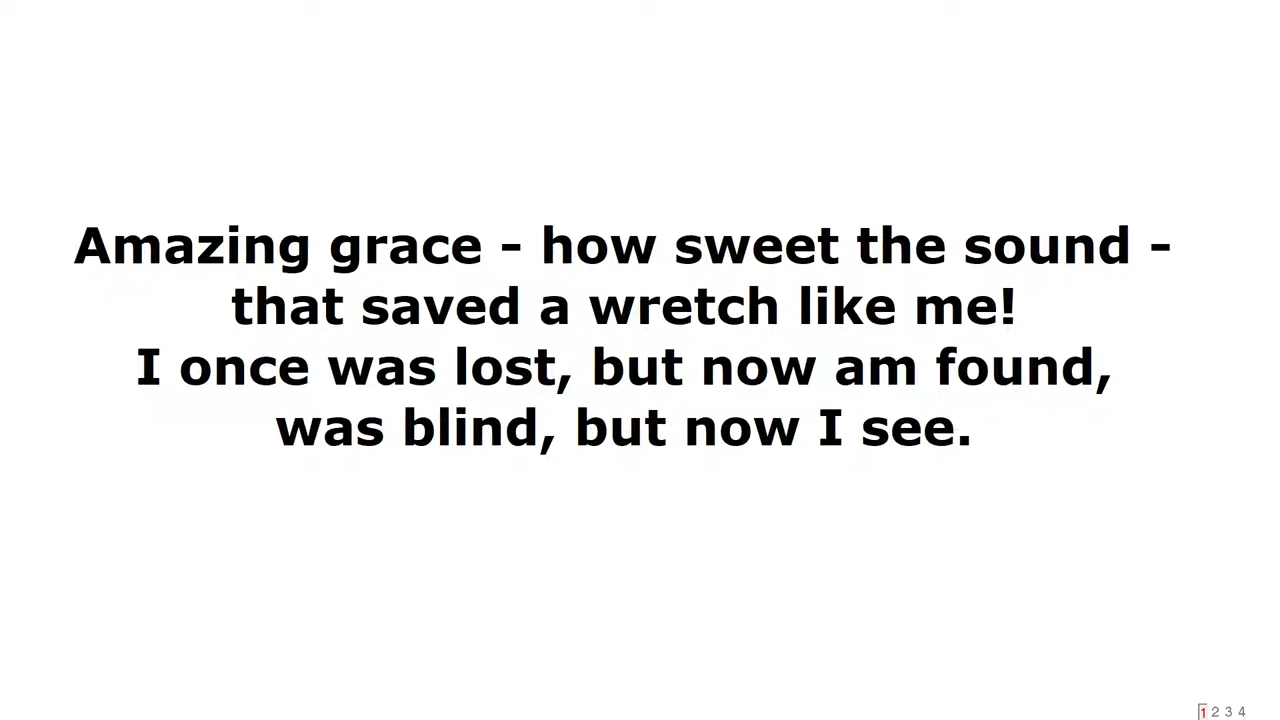 Amazing grace - how sweet the sound -
that saved a wretch like me!
I once was lost, but now am found,
was blind, but now I see.
1 2 3 4